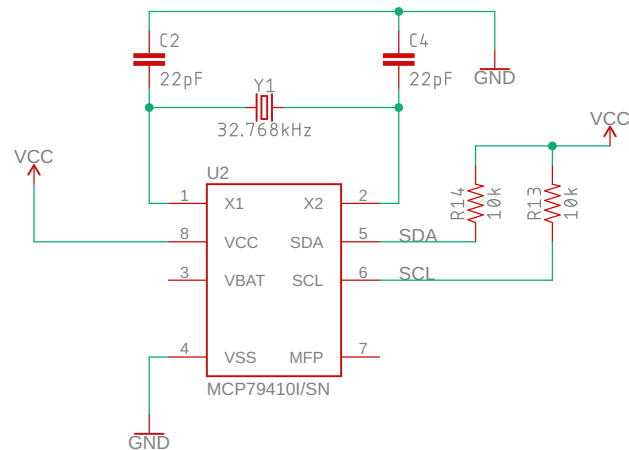 C2
C4
22pF
22pF
GND
Y1
32.768kHz
VCC
VCC
U2
R14
10k
R13
10k
1
X1
X2
2
8
VCC
SDA
5
SDA
3
VBAT
SCL
6
SCL
4
VSS
MFP
7
MCP79410I/SN
GND